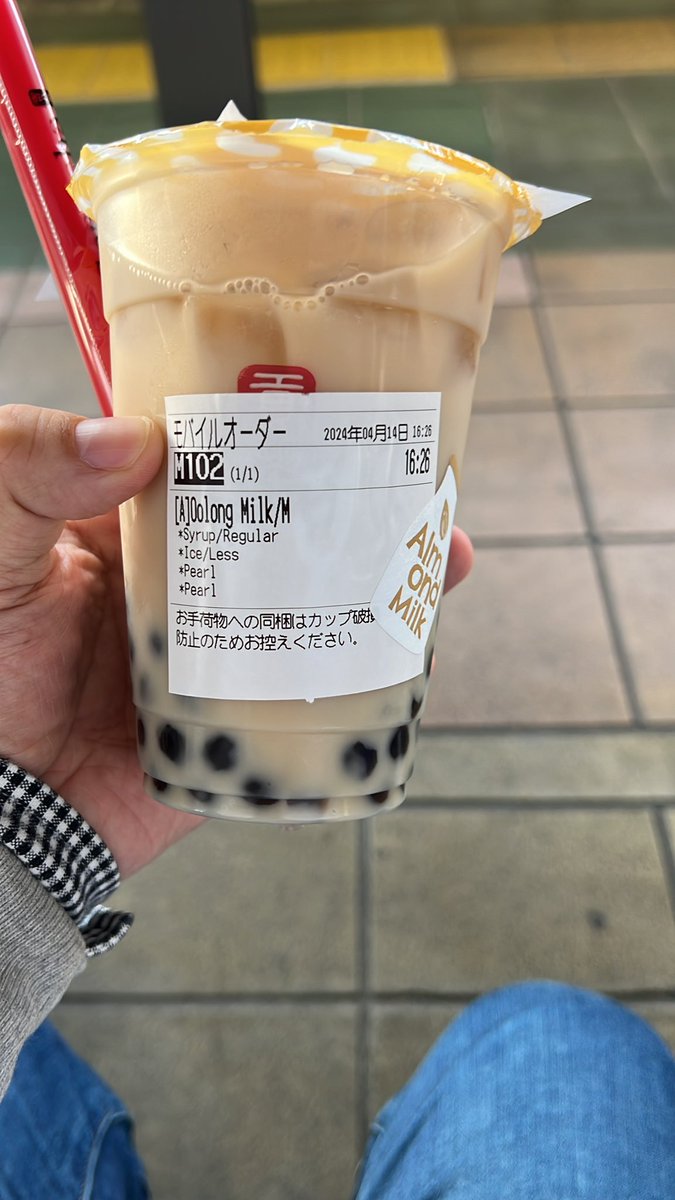 モバイルオーダー 2024年04月14日 16:26
M102 (1/1) 16:26
[A]Oolong Milk/M
*Syrup/Regular
*Ice/Less
*Pearl
*Pearl
お手荷物への同梱はカップ破損
防止のためお控えください。
Alm
ond
Milk